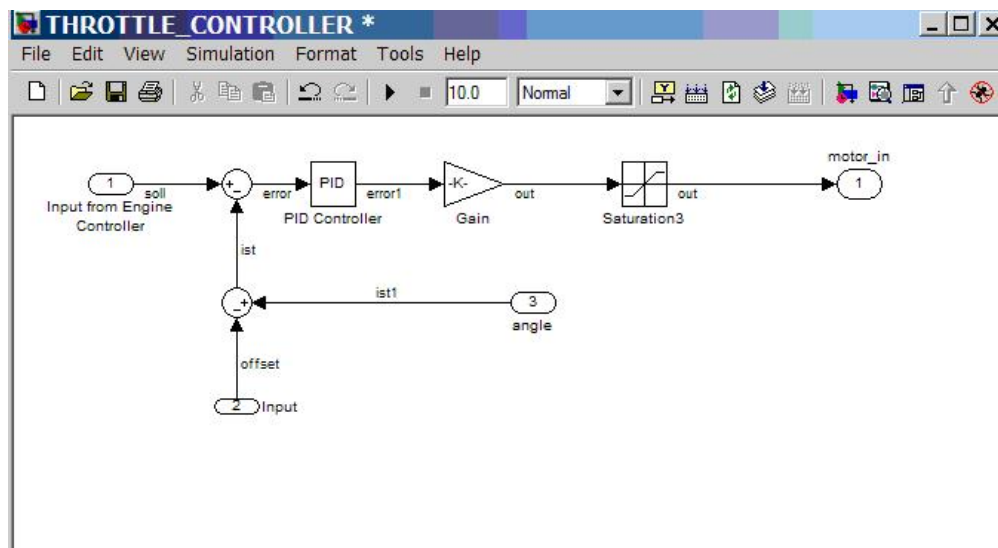 THROTTLE_CONTROLLER *
File Edit View Simulation Format Tools Help
10.0 Normal
motor_in
1 soll + - error PID error1 -K- out out 1
Input from Engine
Controller
PID Controller Gain Saturation3
ist
- + ist1 3
angle
offset
2 Input